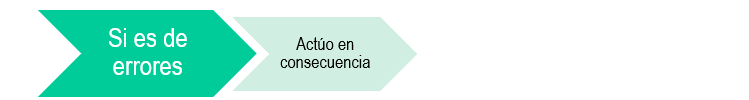 Si es de
errores
Actúo en
consecuencia